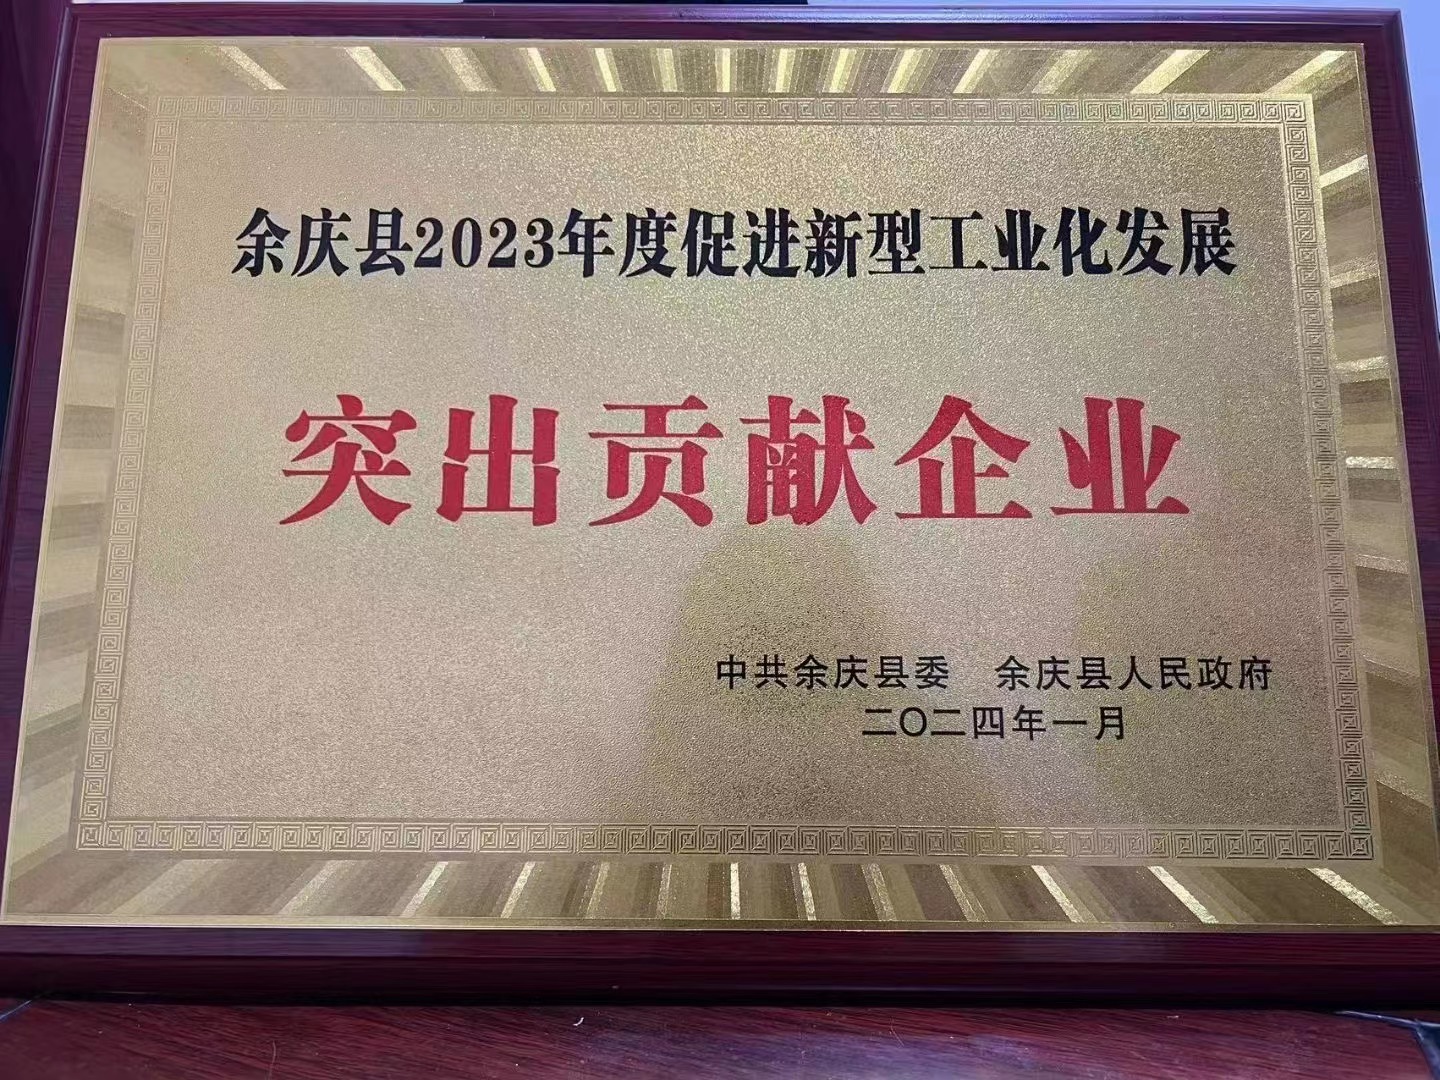 余庆县2023年度促进新型工业化发展
突出贡献企业
中共余庆县委　余庆县人民政府
二〇二四年一月